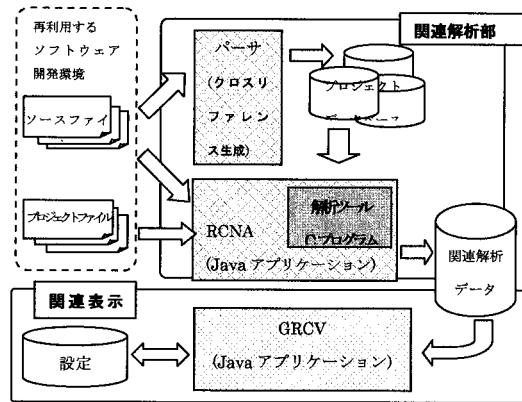 再利用する
ソフトウェア
開発環境
ソースファイ
プロジェクトファイル
関連解析部
パーサ
(クロスリ
ファレン
ス生成)
プロジェクト
RCNA
(Java アプリケーション)
解析ツール
Cプログラム
関連解析
データ
関連表示
設定
GRCV
(Java アプリケーション)